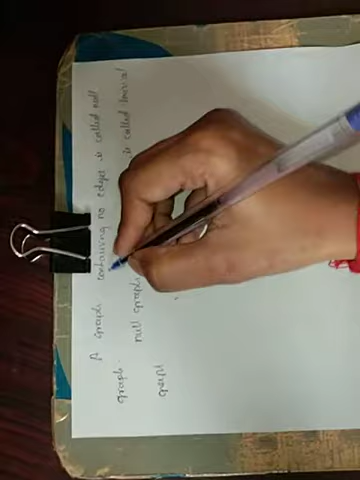 A graph containing no edges is called null
graph.
null graph is called trivial
graph